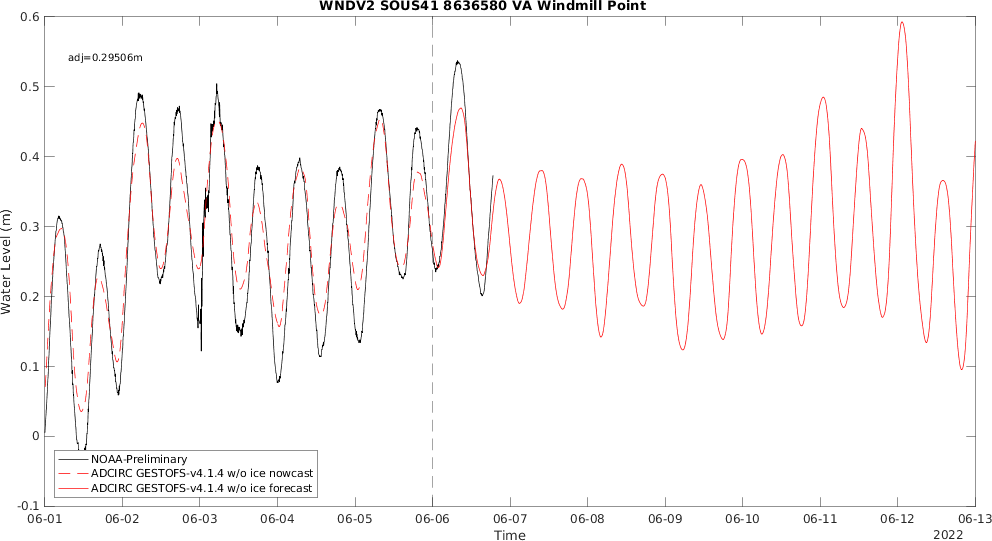 WNDV2 SOUS41 8636580 VA Windmill Point
adj=0.29506m
Water Level (m)
0.6
0.5
0.4
0.3
0.2
0.1
0
-0.1
NOAA-Preliminary
ADCIRC GESTOFS-v4.1.4 w/o ice nowcast
ADCIRC GESTOFS-v4.1.4 w/o ice forecast
06-01 06-02 06-03 06-04 06-05 06-06 06-07 06-08 06-09 06-10 06-11 06-12 06-13
Time
2022